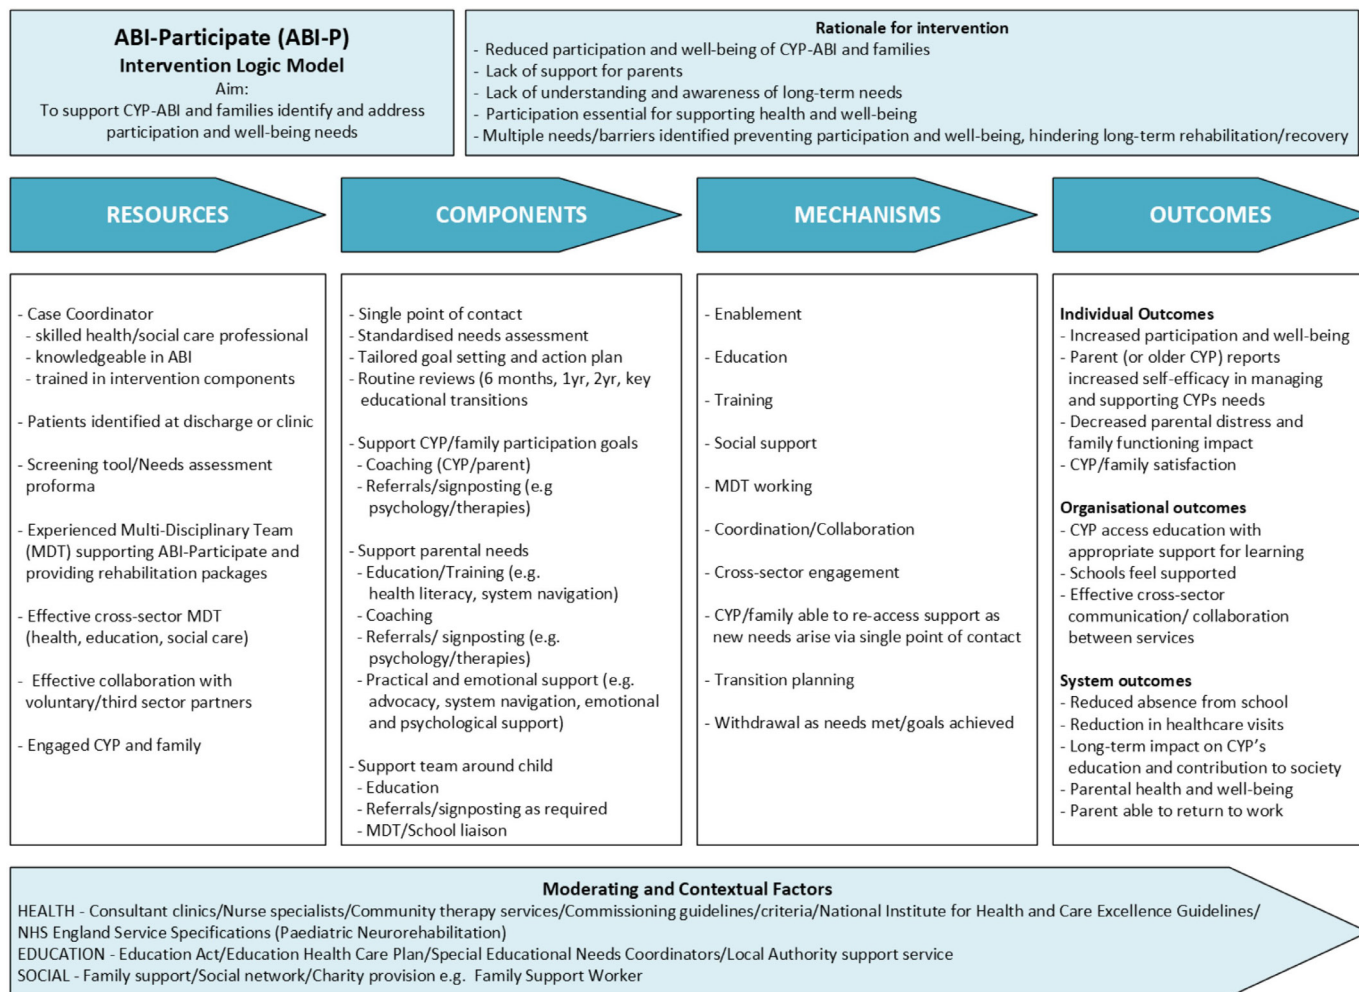 ABI-Participate (ABI-P)
Intervention Logic Model
Aim:
To support CYP-ABI and families identify and address
participation and well-being needs
Rationale for intervention
- Reduced participation and well-being of CYP-ABI and families
- Lack of support for parents
- Lack of understanding and awareness of long-term needs
- Participation essential for supporting health and well-being
- Multiple needs/barriers identified preventing participation and well-being, hindering long-term rehabilitation/recovery
RESOURCES
- Case Coordinator
- skilled health/social care professional
- knowledgeable in ABI
- trained in intervention components
- Patients identified at discharge or clinic
- Screening tool/Needs assessment
proforma
- Experienced Multi-Disciplinary Team
(MDT) supporting ABI-Participate and
providing rehabilitation packages
- Effective cross-sector MDT
(health, education, social care)
- Effective collaboration with
voluntary/third sector partners
- Engaged CYP and family
COMPONENTS
- Single point of contact
- Standardised needs assessment
- Tailored goal setting and action plan
- Routine reviews (6 months, 1yr, 2yr, key
educational transitions
- Support CYP/family participation goals
- Coaching (CYP/parent)
- Referrals/signposting (e.g
psychology/therapies)
- Support parental needs
- Education/Training (e.g.
health literacy, system navigation)
- Coaching
- Referrals/ signposting (e.g.
psychology/therapies)
- Practical and emotional support (e.g.
advocacy, system navigation, emotional
and psychological support)
- Support team around child
- Education
- Referrals/signposting as required
- MDT/School liaison
MECHANISMS
- Enablement
- Education
- Training
- Social support
- MDT working
- Coordination/Collaboration
- Cross-sector engagement
- CYP/family able to re-access support as
new needs arise via single point of contact
- Transition planning
- Withdrawal as needs met/goals achieved
OUTCOMES
Individual Outcomes
- Increased participation and well-being
- Parent (or older CYP) reports
increased self-efficacy in managing
and supporting CYPs needs
- Decreased parental distress and
family functioning impact
- CYP/family satisfaction
Organisational outcomes
- CYP access education with
appropriate support for learning
- Schools feel supported
- Effective cross-sector
communication/ collaboration
between services
System outcomes
- Reduced absence from school
- Reduction in healthcare visits
- Long-term impact on CYP's
education and contribution to society
- Parental health and well-being
- Parent able to return to work
Moderating and Contextual Factors
HEALTH - Consultant clinics/Nurse specialists/Community therapy services/Commissioning guidelines/criteria/National Institute for Health and Care Excellence Guidelines/
NHS England Service Specifications (Paediatric Neurorehabilitation)
EDUCATION - Education Act/Education Health Care Plan/Special Educational Needs Coordinators/Local Authority support service
SOCIAL - Family support/Social network/Charity provision e.g. Family Support Worker